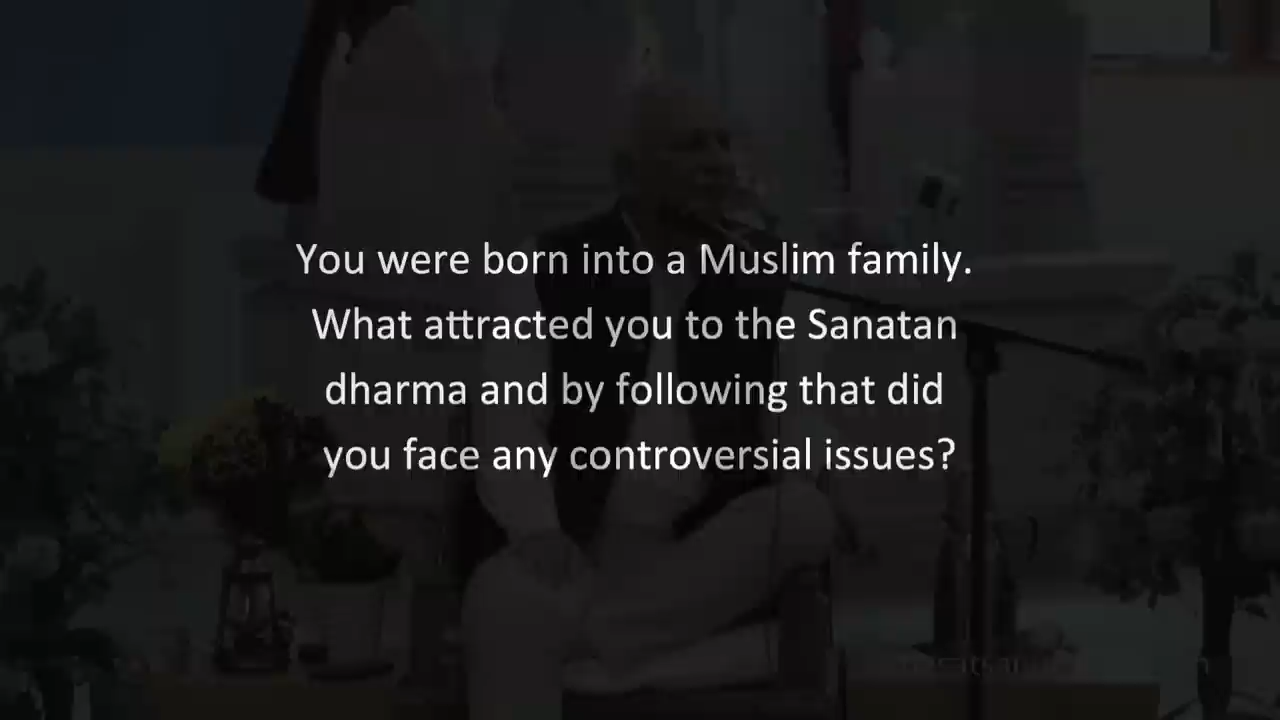 You were born into a Muslim family.
What attracted you to the Sanatan
dharma and by following that did
you face any controversial issues?